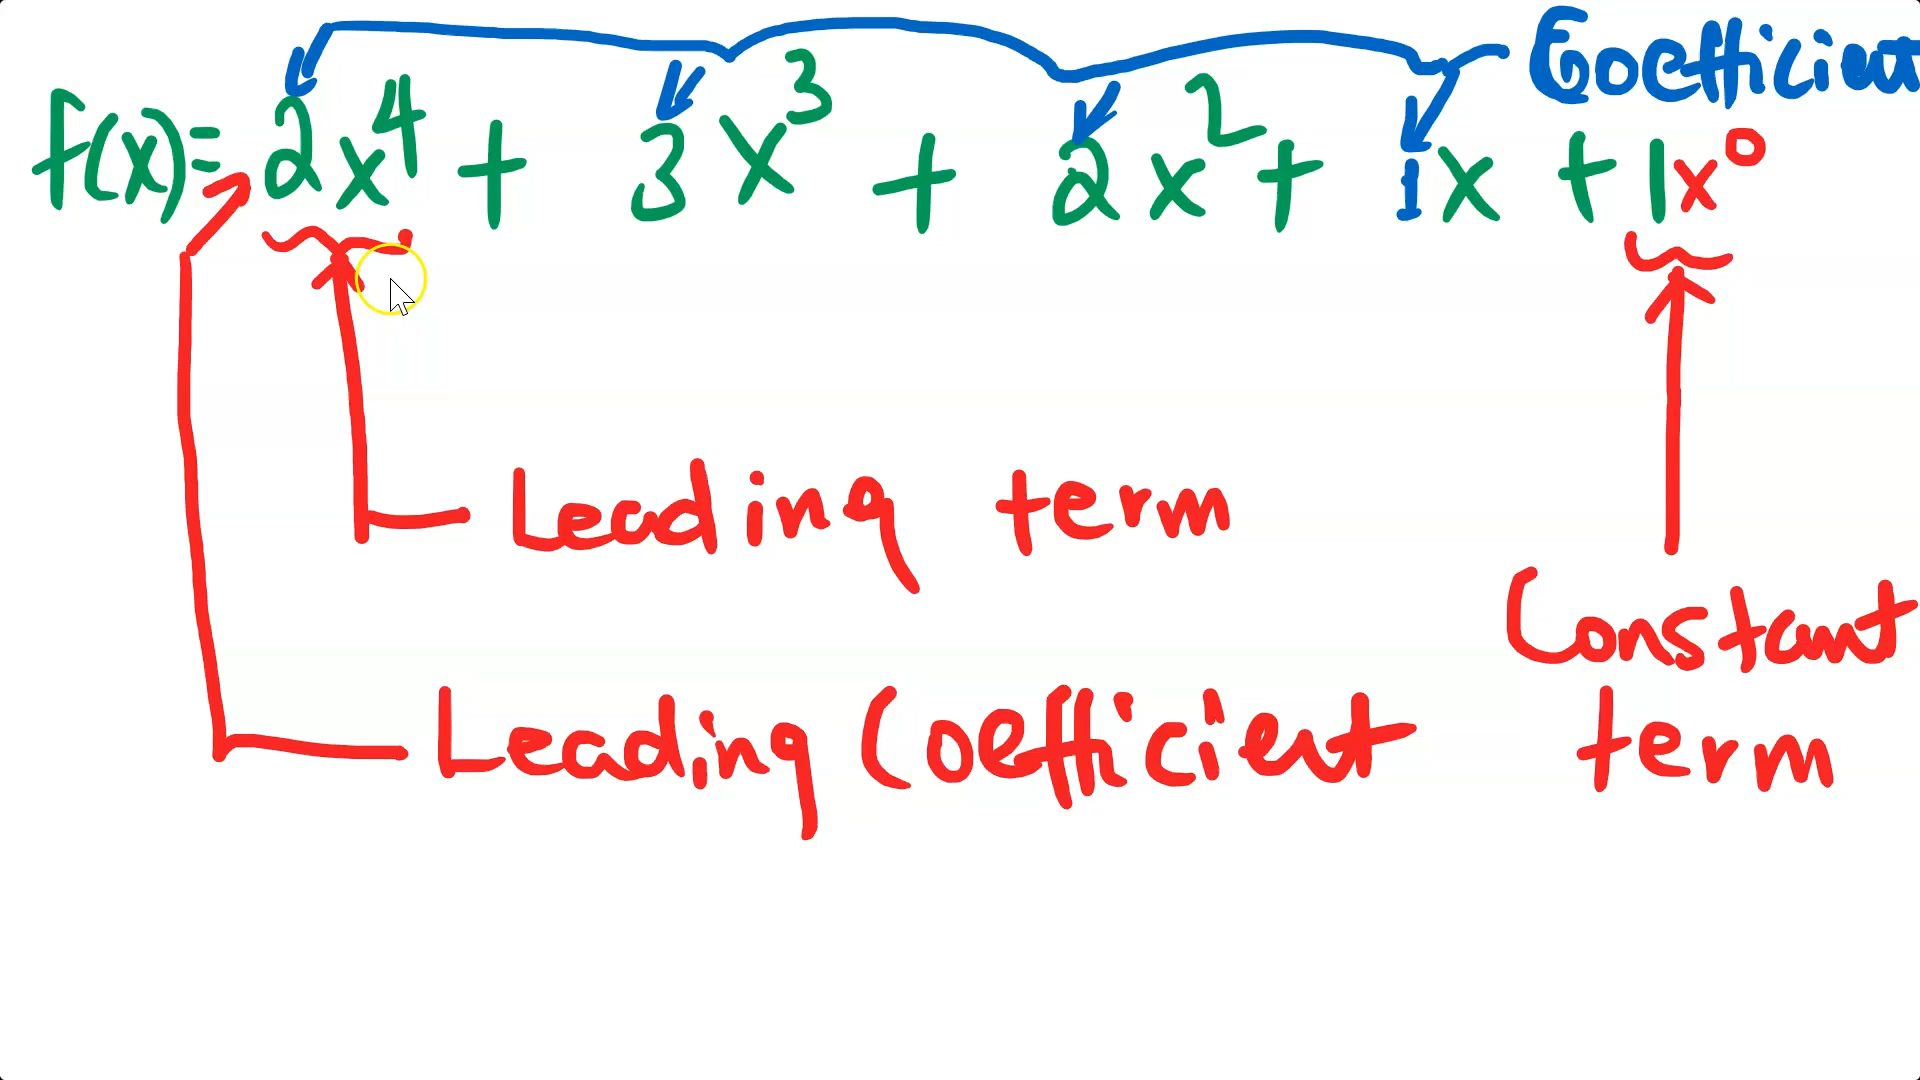 Coefficient
f(x)= 2x⁴ + 3x³ + 2x² + 1x + 1x⁰
Leading term
Constant term
Leading Coefficient